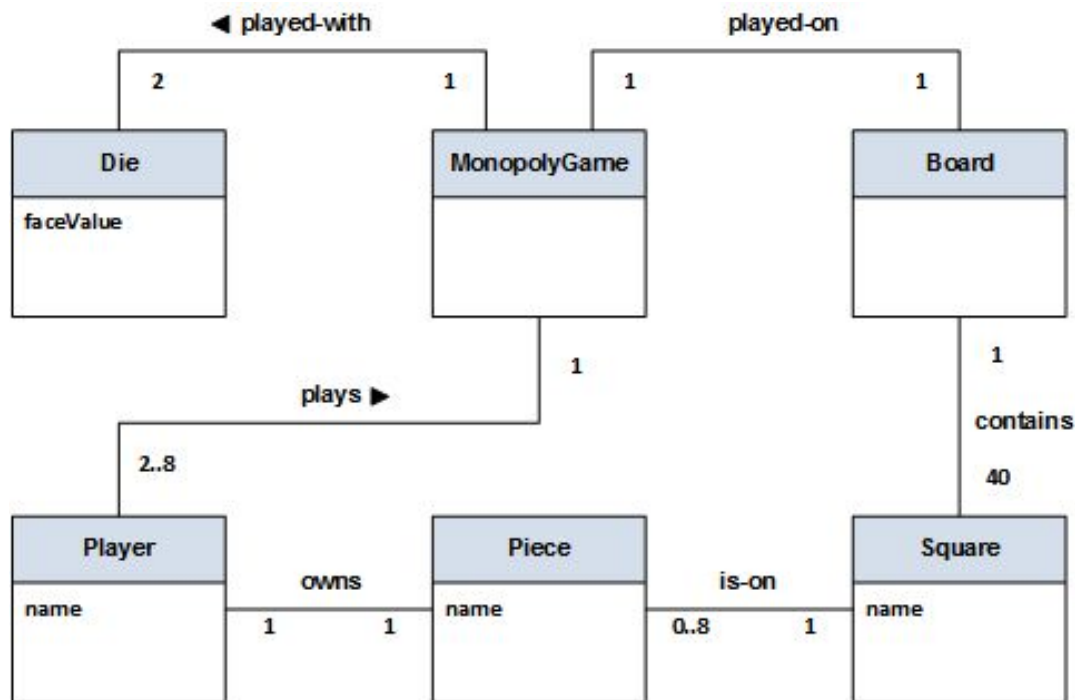 ◄ played-with
played-on
2
1
1
1
Die
MonopolyGame
Board
faceValue
1
1
plays ►
contains
2..8
40
Player
Piece
Square
owns
is-on
name
name
name
1
1
0..8
1